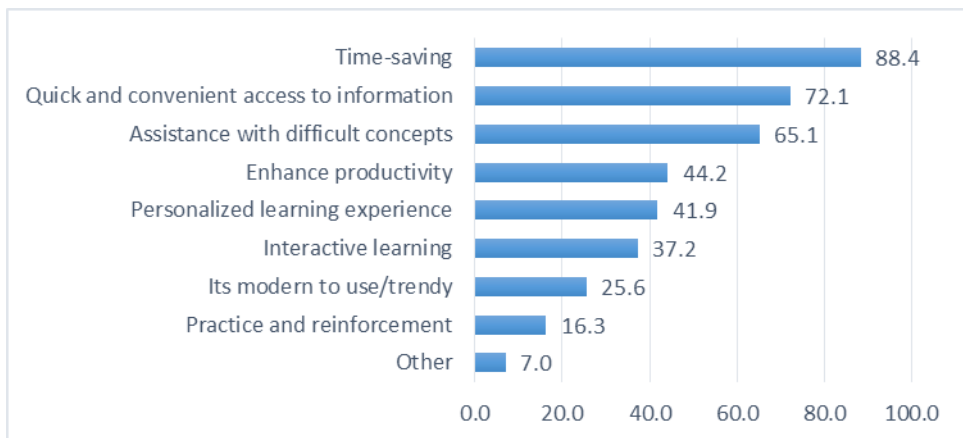 Time-saving 88.4
Quick and convenient access to information 72.1
Assistance with difficult concepts 65.1
Enhance productivity 44.2
Personalized learning experience 41.9
Interactive learning 37.2
Its modern to use/trendy 25.6
Practice and reinforcement 16.3
Other 7.0
0.0 20.0 40.0 60.0 80.0 100.0